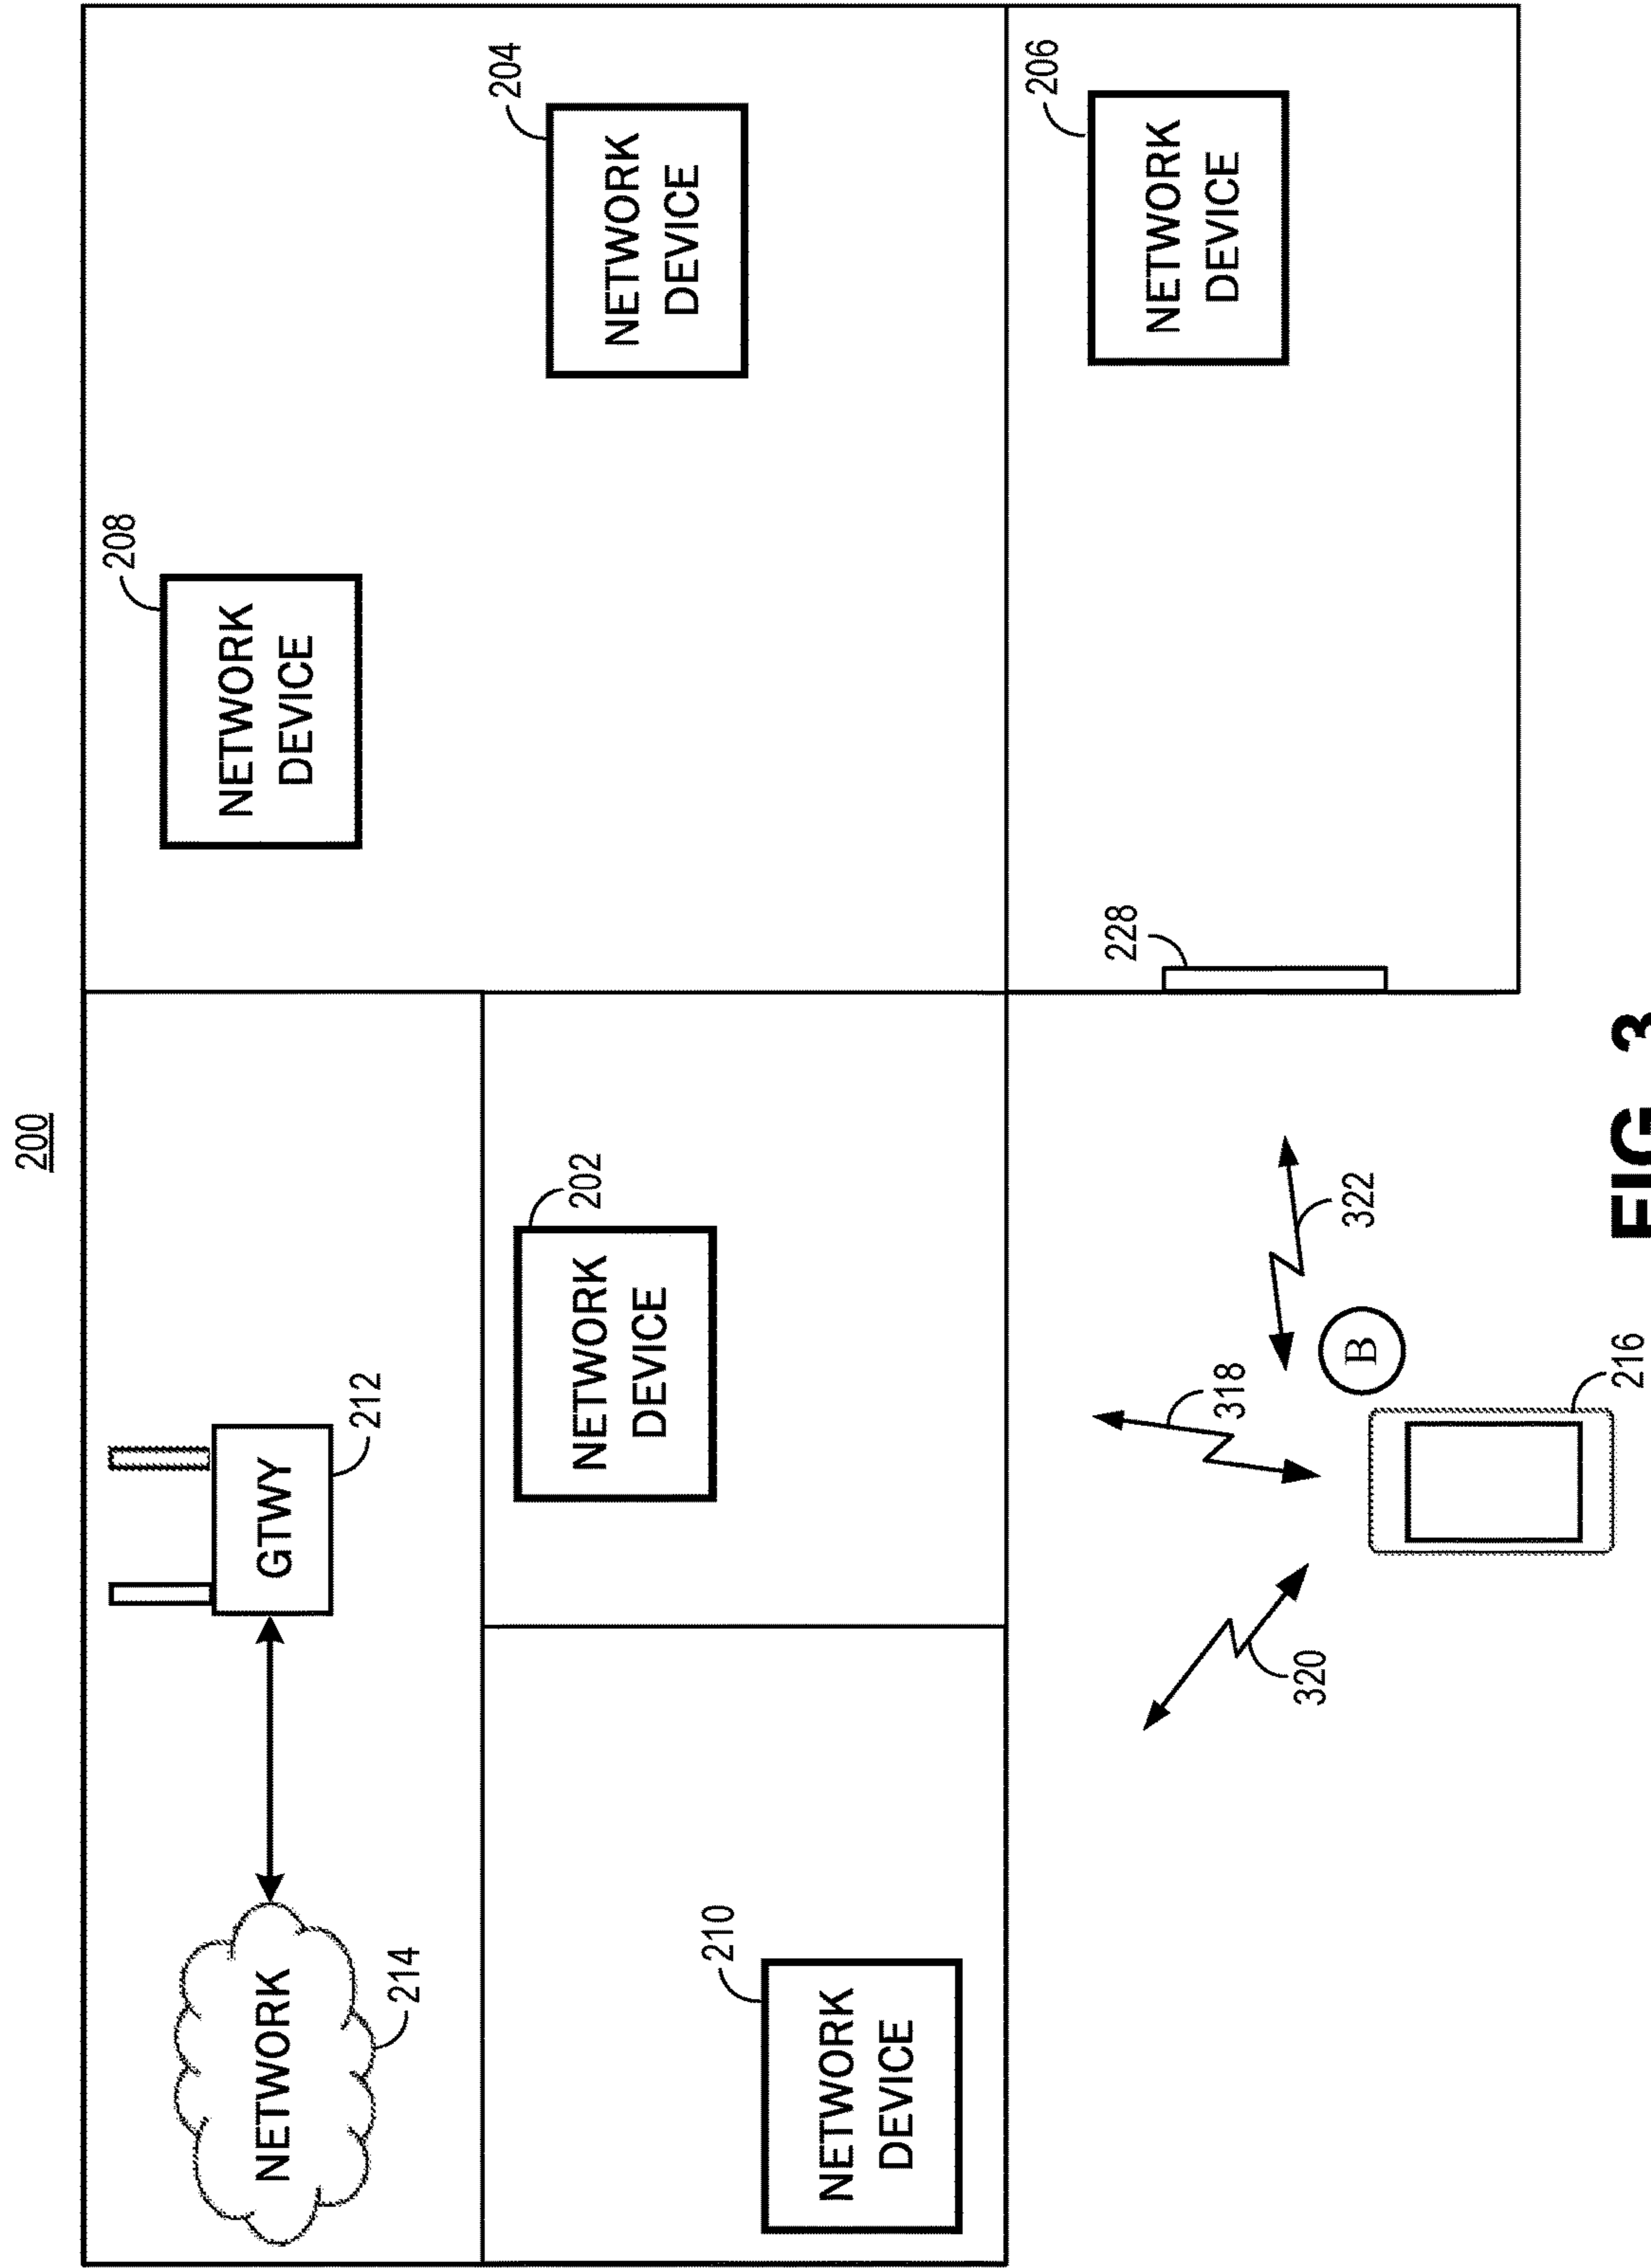 200
208
NETWORK
DEVICE
NETWORK
214
GTWY
212
204
NETWORK
DEVICE
202
NETWORK
DEVICE
210
NETWORK
DEVICE
206
NETWORK
DEVICE
228
318
320
322
B
216
FIG. 3